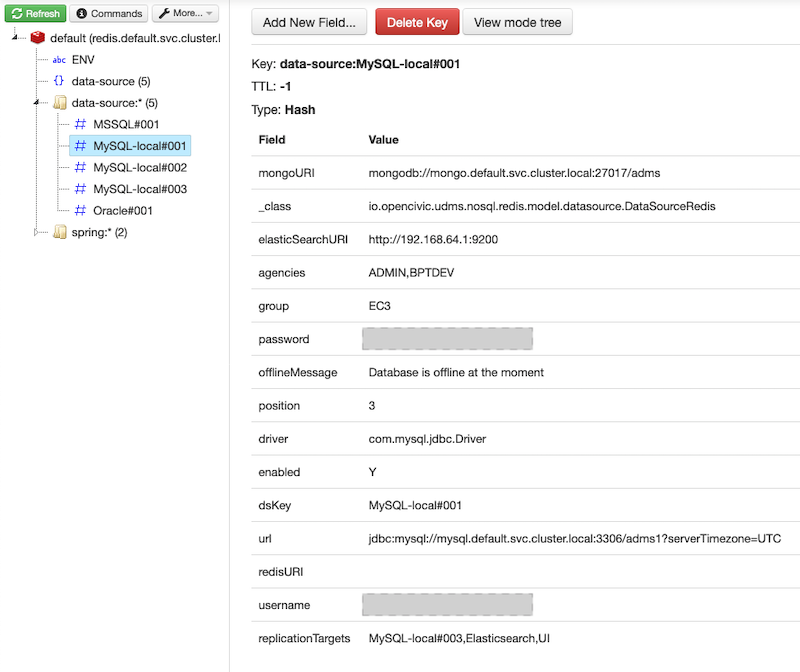 Refresh Commands More...
default (redis.default.svc.cluster.l
abc ENV
{} data-source (5)
data-source:* (5)
# MSSQL#001
# MySQL-local#001
# MySQL-local#002
# MySQL-local#003
# Oracle#001
spring:* (2)
Add New Field... Delete Key View mode tree
Key: data-source:MySQL-local#001
TTL: -1
Type: Hash
Field Value
mongoURI mongodb://mongo.default.svc.cluster.local:27017/adms
_class io.opencivic.udms.nosql.redis.model.datasource.DataSourceRedis
elasticSearchURI http://192.168.64.1:9200
agencies ADMIN,BPTDEV
group EC3
password
offlineMessage Database is offline at the moment
position 3
driver com.mysql.jdbc.Driver
enabled Y
dsKey MySQL-local#001
url jdbc:mysql://mysql.default.svc.cluster.local:3306/adms1?serverTimezone=UTC
redisURI
username
replicationTargets MySQL-local#003,Elasticsearch,UI